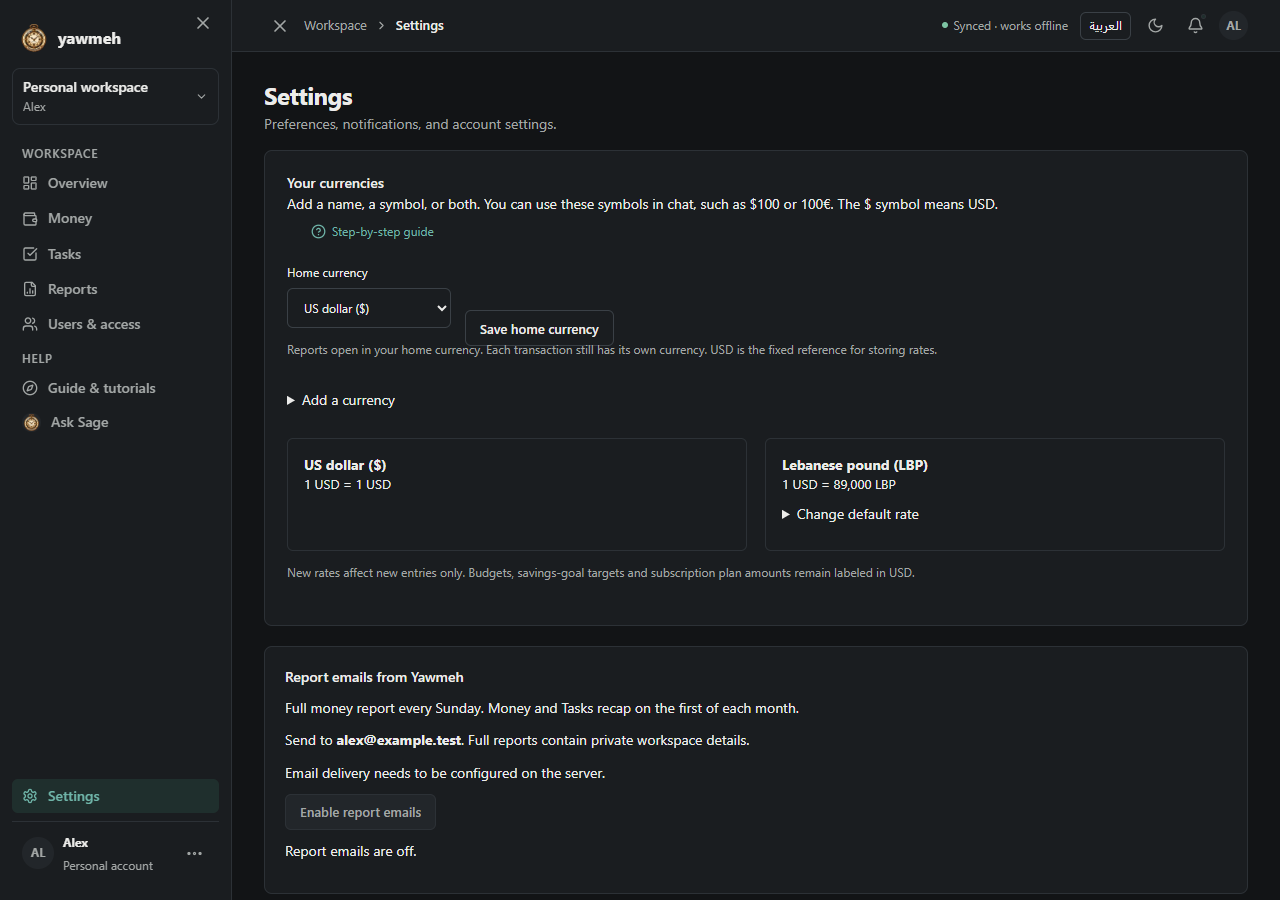 yawmeh
Personal workspace
Alex
WORKSPACE
Overview
Money
Tasks
Reports
Users & access
HELP
Guide & tutorials
Ask Sage
Settings
AL
Alex
Personal account
Workspace > Settings
Synced · works offline
العربية
AL
Settings
Preferences, notifications, and account settings.
Your currencies
Add a name, a symbol, or both. You can use these symbols in chat, such as $100 or 100€. The $ symbol means USD.
Step-by-step guide
Home currency
US dollar ($)
Save home currency
Reports open in your home currency. Each transaction still has its own currency. USD is the fixed reference for storing rates.
Add a currency
US dollar ($)
1 USD = 1 USD
Lebanese pound (LBP)
1 USD = 89,000 LBP
Change default rate
New rates affect new entries only. Budgets, savings-goal targets and subscription plan amounts remain labeled in USD.
Report emails from Yawmeh
Full money report every Sunday. Money and Tasks recap on the first of each month.
Send to alex@example.test. Full reports contain private workspace details.
Email delivery needs to be configured on the server.
Enable report emails
Report emails are off.